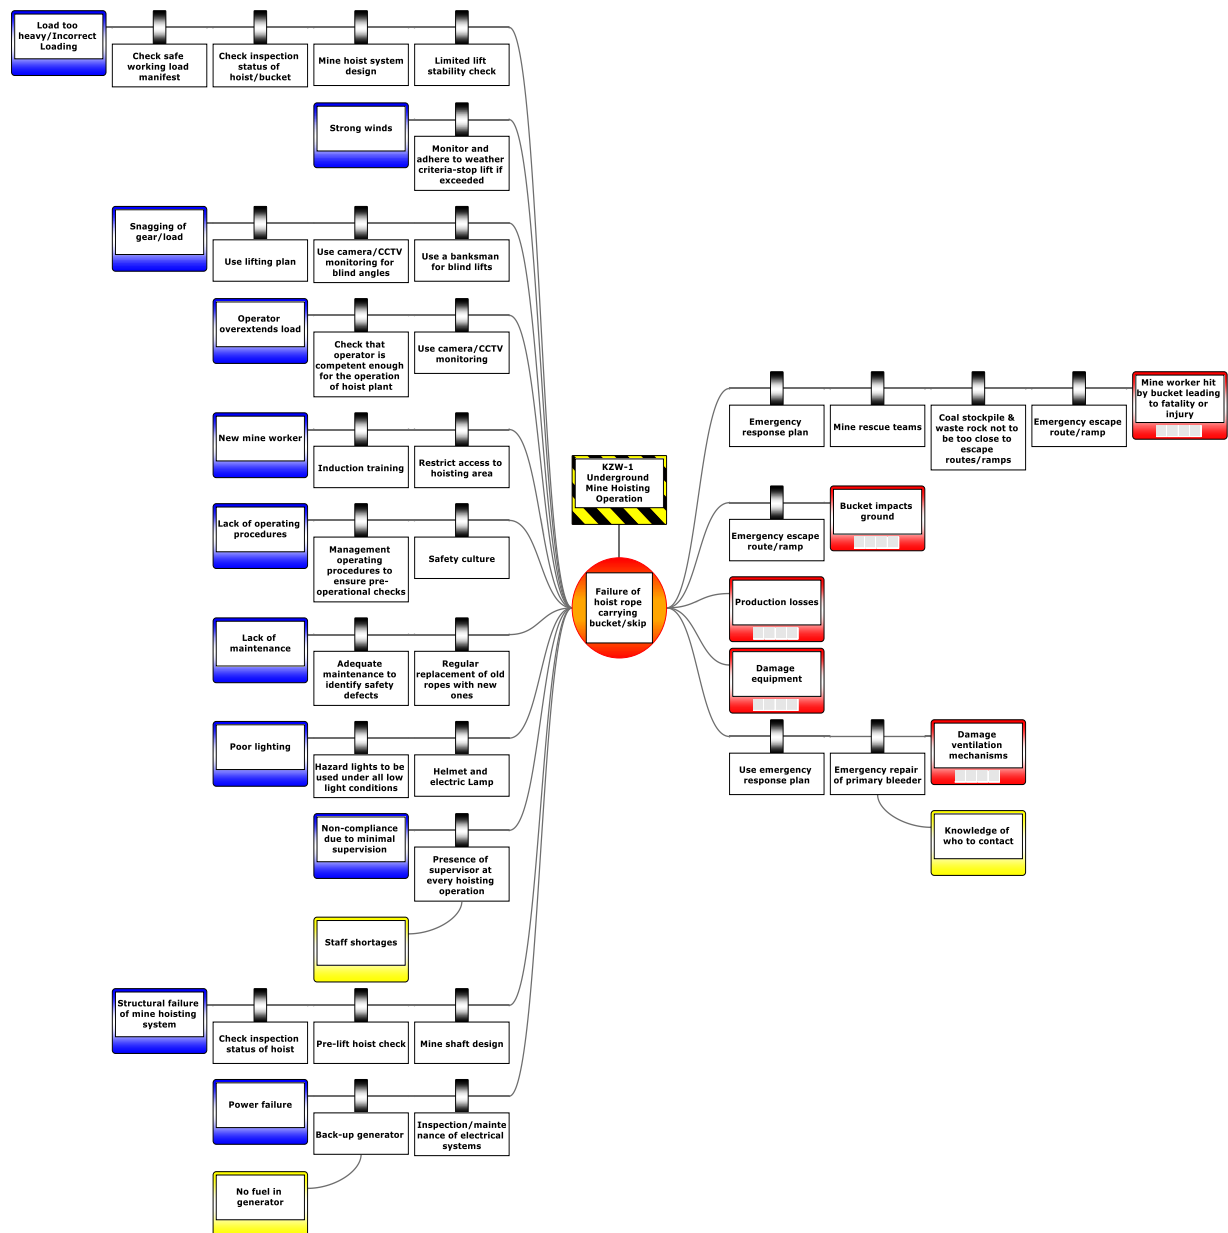 Load too
heavy/Incorrect
Loading
Check safe
working load
manifest
Check inspection
status of
hoist/bucket
Mine hoist system
design
Limited lift
stability check
Strong winds
Monitor and
adhere to weather
criteria-stop lift if
exceeded
Snagging of
gear/load
Use lifting plan
Use camera/CCTV
monitoring for
blind angles
Use a banksman
for blind lifts
Operator
overextends load
Check that
operator is
competent enough
for the operation
of hoist plant
Use camera/CCTV
monitoring
New mine worker
Induction training
Restrict access to
hoisting area
Lack of operating
procedures
Management
operating
procedures to
ensure pre-
operational checks
Safety culture
Lack of
maintenance
Adequate
maintenance to
identify safety
defects
Regular
replacement of old
ropes with new
ones
Poor lighting
Hazard lights to be
used under all low
light conditions
Helmet and
electric Lamp
Non-compliance
due to minimal
supervision
Presence of
supervisor at
every hoisting
operation
Staff shortages
Structural failure
of mine hoisting
system
Check inspection
status of hoist
Pre-lift hoist check
Mine shaft design
Power failure
Back-up generator
Inspection/mainte
nance of electrical
systems
No fuel in
generator
KZW-1
Underground
Mine Hoisting
Operation
Failure of
hoist rope
carrying
bucket/skip
Emergency
response plan
Mine rescue teams
Coal stockpile &
waste rock not to
be too close to
escape
routes/ramps
Emergency escape
route/ramp
Mine worker hit
by bucket leading
to fatality or
injury
Emergency escape
route/ramp
Bucket impacts
ground
Production losses
Damage
equipment
Use emergency
response plan
Emergency repair
of primary bleeder
Damage
ventilation
mechanisms
Knowledge of
who to contact